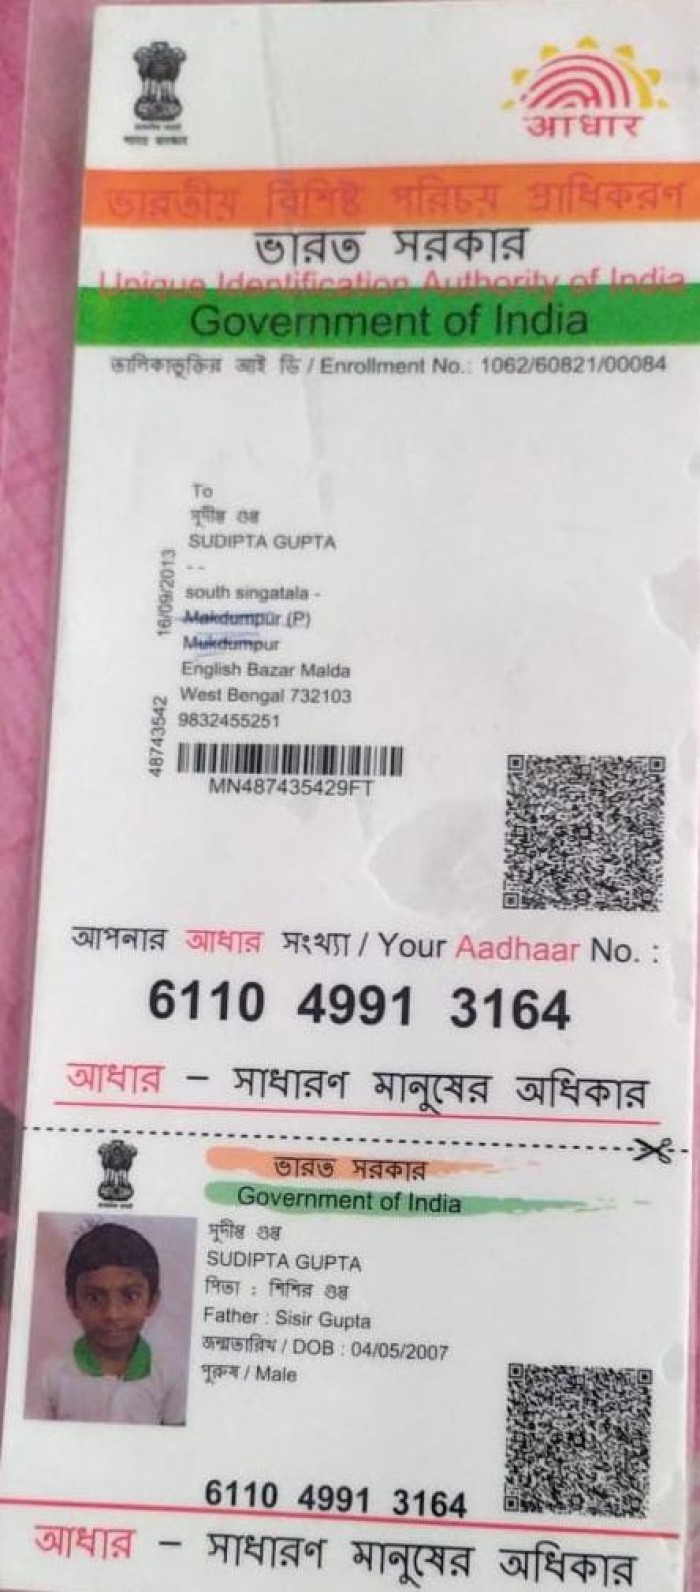 आधार
ভারতীয় বিশিষ্ট পরিচয় প্রাধিকরণ
ভারত সরকার
Unique Identification Authority of India
Government of India
তালিকাভুক্তির আই ডি / Enrollment No.: 1062/60821/00084
To
সুদীপ্ত গুপ্ত
SUDIPTA GUPTA
--
south singatala -
Makdumpur (P)
Mukdumpur
English Bazar Malda
West Bengal 732103
9832455251
16/09/2013
48743542
MN487435429FT
আপনার আধার সংখ্যা / Your Aadhaar No. :
6110 4991 3164
আধার – সাধারণ মানুষের অধিকার
ভারত সরকার
Government of India
সুদীপ্ত গুপ্ত
SUDIPTA GUPTA
পিতা : শিশির গুপ্ত
Father : Sisir Gupta
জন্মতারিখ / DOB : 04/05/2007
পুরুষ / Male
6110 4991 3164
আধার – সাধারণ মানুষের অধিকার